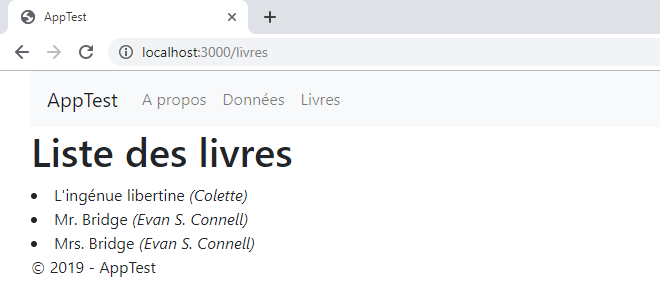 AppTest
localhost:3000/livres
AppTest A propos Données Livres
Liste des livres
• L'ingénue libertine (Colette)
• Mr. Bridge (Evan S. Connell)
• Mrs. Bridge (Evan S. Connell)
© 2019 - AppTest